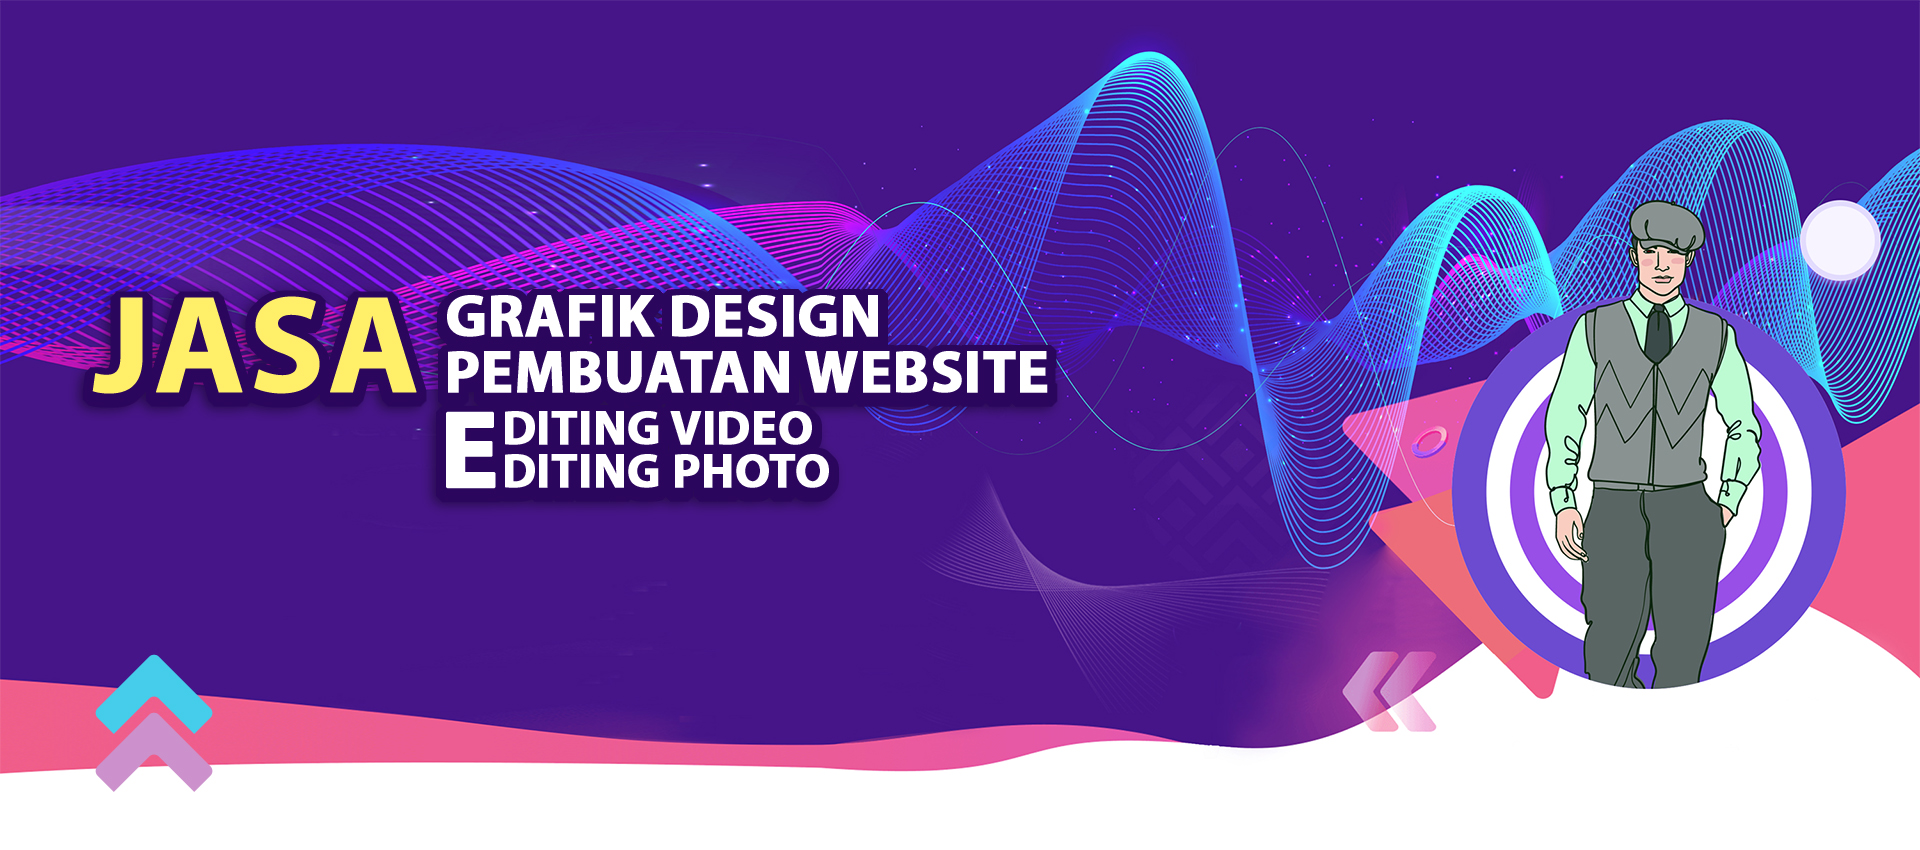 JASA
GRAFIK DESIGN
PEMBUATAN WEBSITE
EDITING VIDEO
EDITING PHOTO